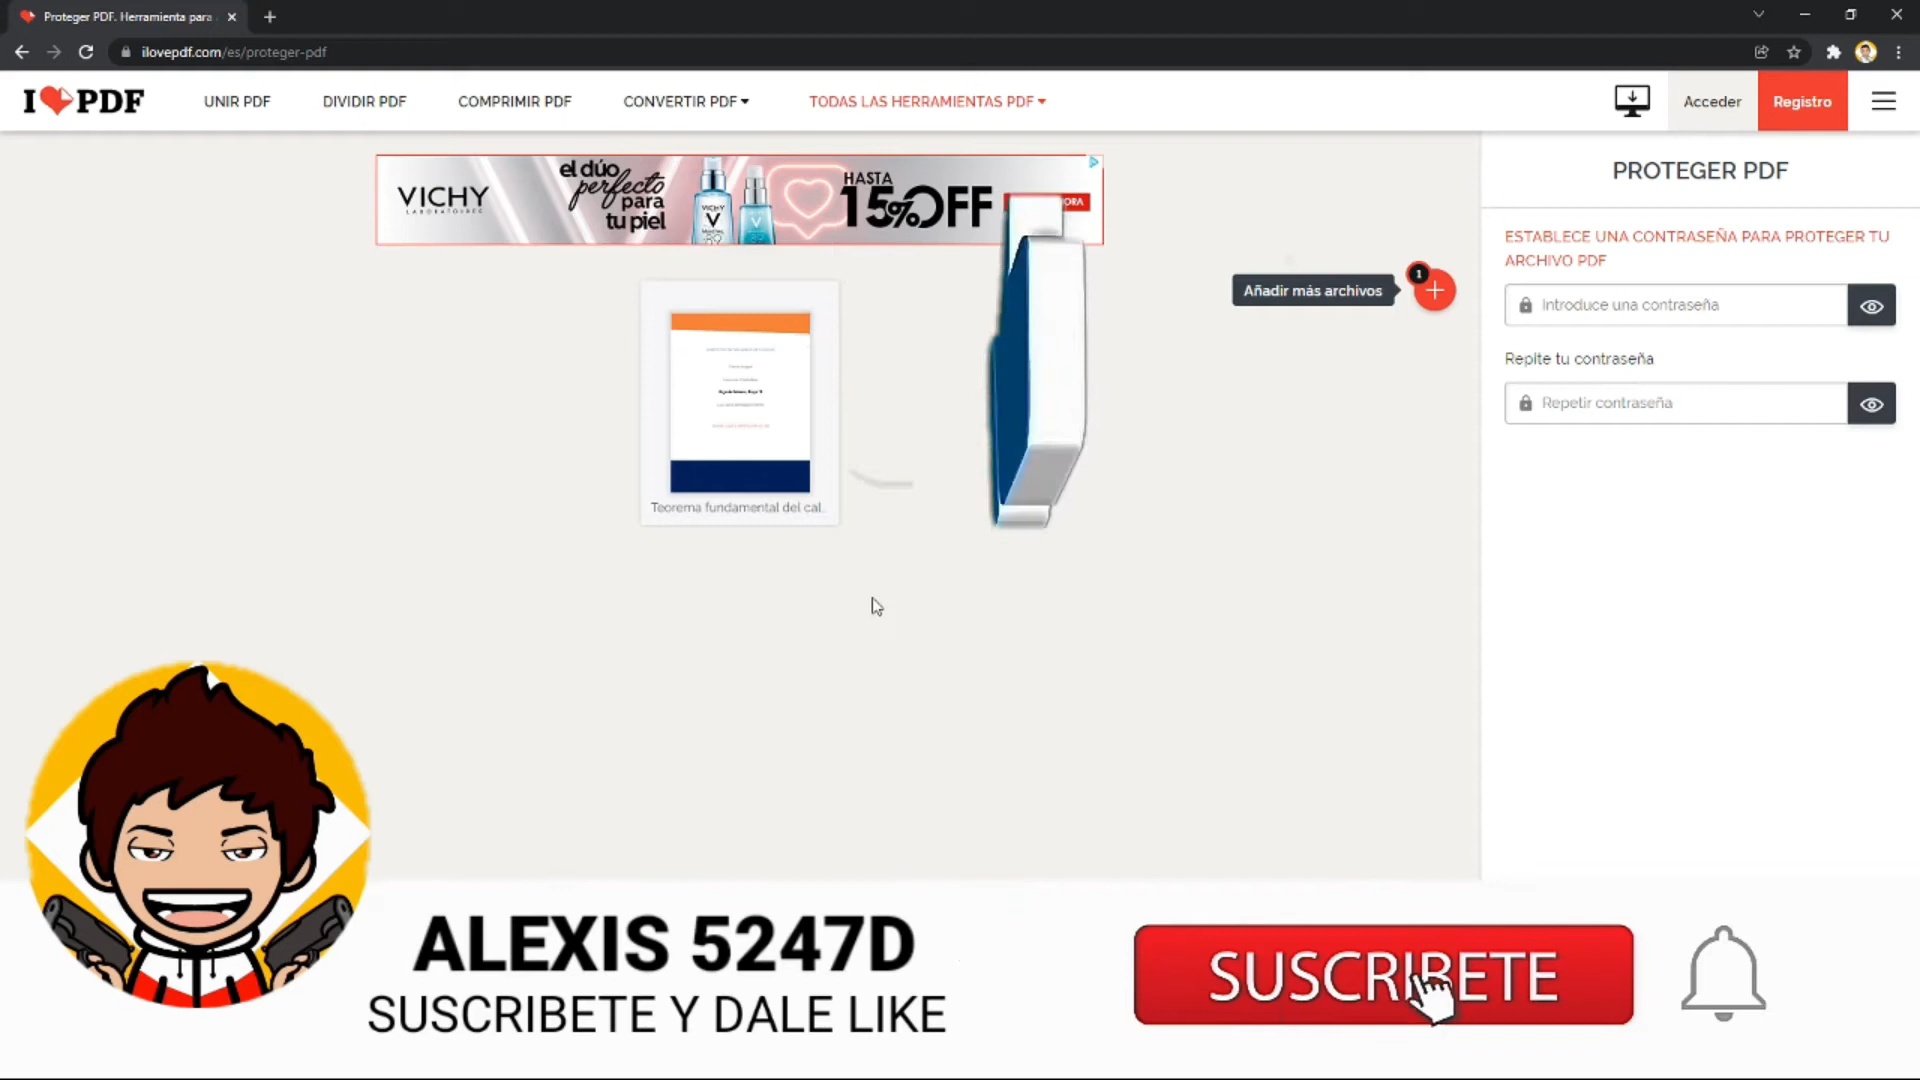 Proteger PDF. Herramienta para
ilovepdf.com/es/proteger-pdf
I PDF
UNIR PDF
DIVIDIR PDF
COMPRIMIR PDF
CONVERTIR PDF
TODAS LAS HERRAMIENTAS PDF
Acceder
Registro
VICHY
LABORATOIRES
el dúo
perfecto
para
tu piel
VICHY
V
HASTA
15% OFF
PROTEGER PDF
ESTABLECE UNA CONTRASEÑA PARA PROTEGER TU
ARCHIVO PDF
Añadir más archivos
1
Introduce una contraseña
Repite tu contraseña
Repetir contraseña
Teorema fundamental del cal..
ALEXIS 5247D
SUSCRIBETE Y DALE LIKE
SUSCRIBETE